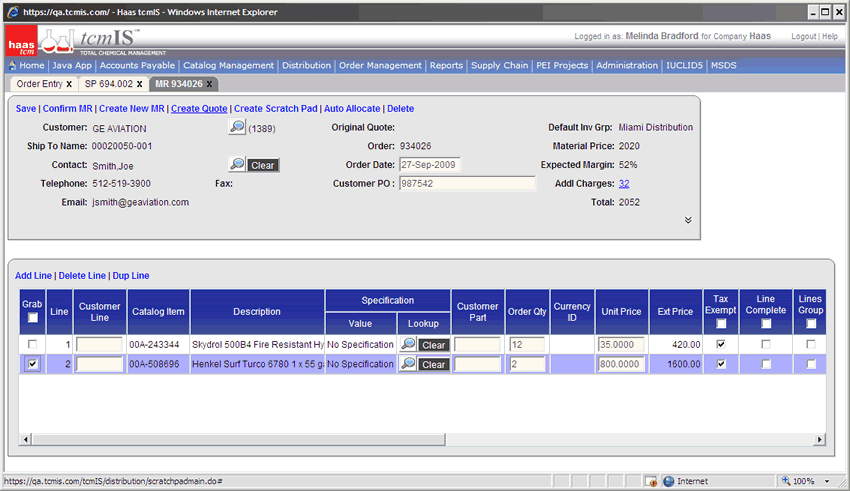 https://qa.tcmis.com/ - Haas tcmIS - Windows Internet Explorer
haas tcm
tcmIS™
TOTAL CHEMICAL MANAGEMENT
Logged in as: Melinda Bradford for Company Haas
Logout | Help
Home | Java App | Accounts Payable | Catalog Management | Distribution | Order Management | Reports | Supply Chain | PEI Projects | Administration | IUCLID5 | MSDS
Order Entry x SP 694.002 x MR 934026 x
Save | Confirm MR | Create New MR | Create Quote | Create Scratch Pad | Auto Allocate | Delete
Customer: GE AVIATION (1389) Original Quote: Default Inv Grp: Miami Distribution
Ship To Name: 00020050-001 Order: 934026 Material Price: 2020
Contact: Smith,Joe Clear Order Date: 27-Sep-2009 Expected Margin: 52%
Telephone: 512-519-3900 Fax: Customer PO : 987542 Addl Charges: 32
Email: jsmith@geaviation.com Total: 2052
Add Line | Delete Line | Dup Line
Grab Line Customer Line Catalog Item Description Specification Value Lookup Customer Part Order Qty Currency ID Unit Price Ext Price Tax Exempt Line Complete Lines Group
1 00A-243344 Skydrol 500B4 Fire Resistant Hy No Specification Clear 12 35.0000 420.00
2 00A-508696 Henkel Surf Turco 6780 1 x 55 ga No Specification Clear 2 800.0000 1600.00
https://qa.tcmis.com/tcmIS/distribution/scratchpadmain.do#
Internet
100%